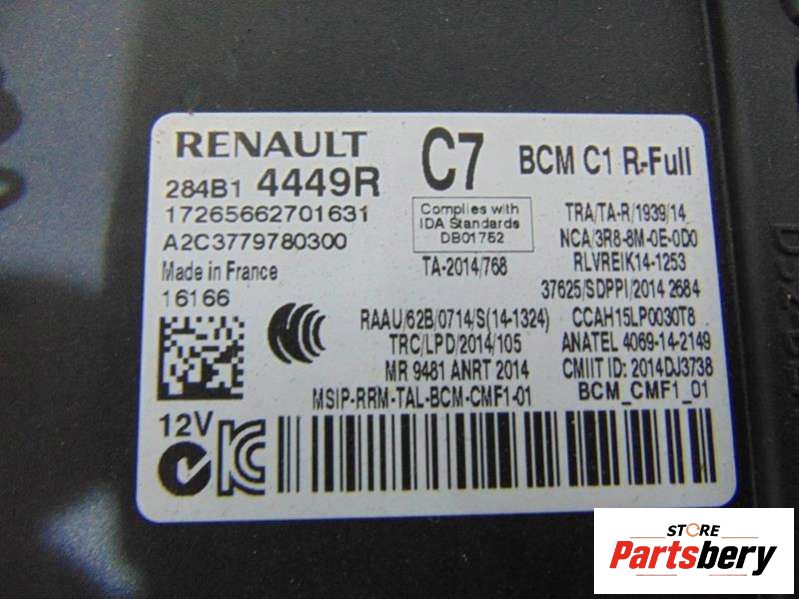 RENAULT C7 BCM C1 R-Full
284B1 4449R
17265662701631
A2C3779780300
Made in France
16166
Complies with
IDA Standards
DB01752
TA-2014/768
TRA/TA-R/1939/14
NCA/3R8-8M-0E-0D0
RLVREIK14-1253
37625/SDPPI/2014 2684
RAAU/62B/0714/S(14-1324) CCAH15LP0030T8
TRC/LPD/2014/105 ANATEL 4069-14-2149
MR 9481 ANRT 2014 CMIIT ID: 2014DJ3738
MSIP-RRM-TAL-BCM-CMF1-01 BCM_CMF1_01
12V
STORE
Partsbery